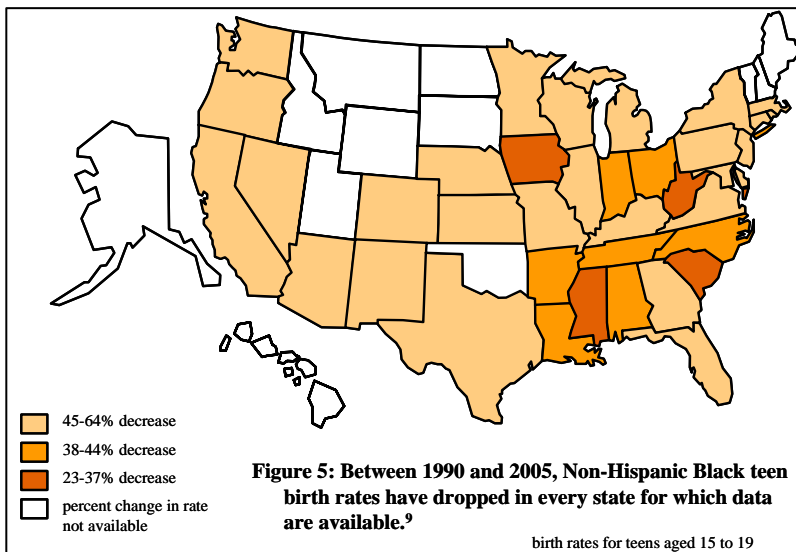 45-64% decrease
38-44% decrease
23-37% decrease
percent change in rate
not available
Figure 5: Between 1990 and 2005, Non-Hispanic Black teen
birth rates have dropped in every state for which data
are available.⁹
birth rates for teens aged 15 to 19